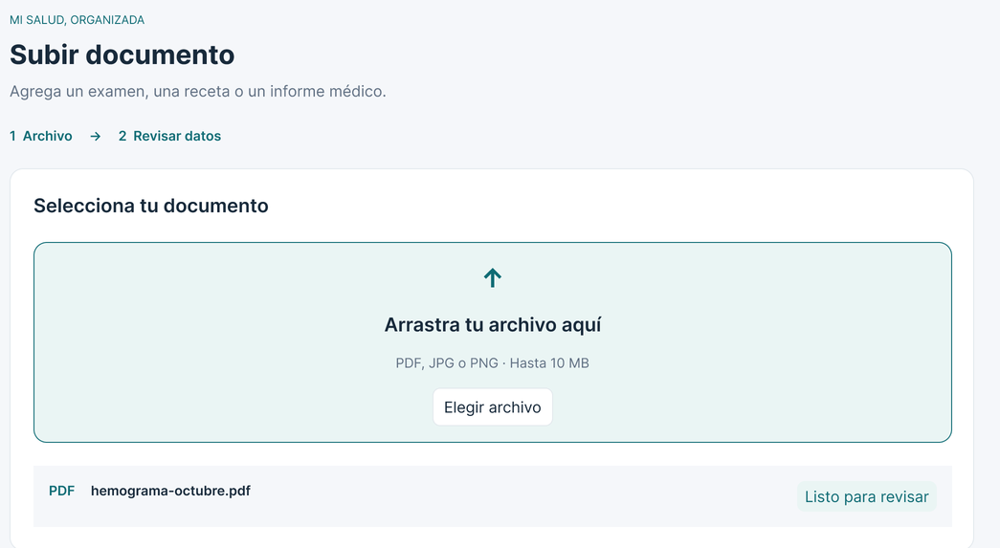 MI SALUD, ORGANIZADA
Subir documento
Agrega un examen, una receta o un informe médico.
1 Archivo → 2 Revisar datos
Selecciona tu documento
↑
Arrastra tu archivo aquí
PDF, JPG o PNG · Hasta 10 MB
Elegir archivo
PDF hemograma-octubre.pdf Listo para revisar